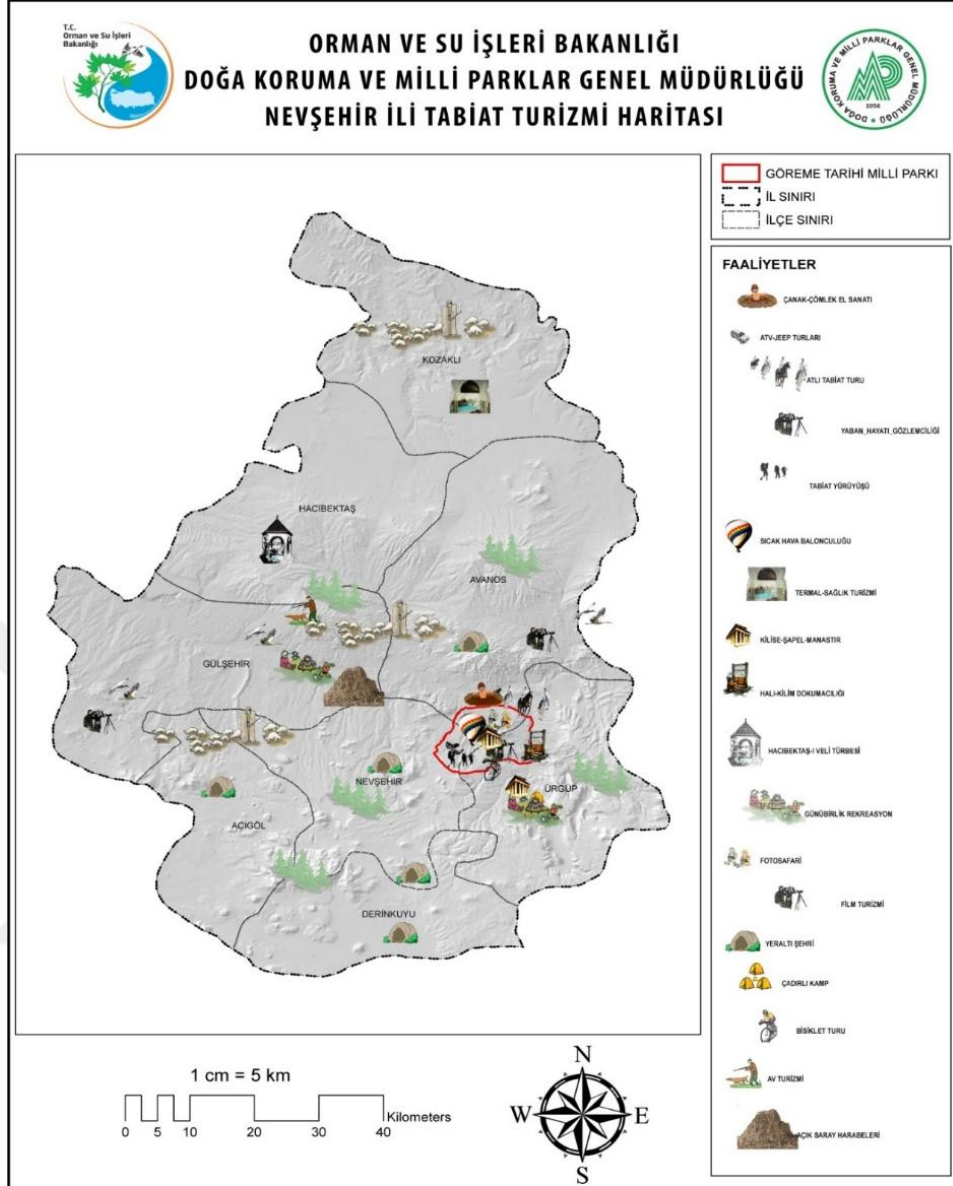 T.C.
Orman ve Su İşleri
Bakanlığı
ORMAN VE SU İŞLERİ BAKANLIĞI
DOĞA KORUMA VE MİLLİ PARKLAR GENEL MÜDÜRLÜĞÜ
NEVŞEHİR İLİ TABİAT TURİZMİ HARİTASI
DOĞA KORUMA VE MİLLİ PARKLAR GENEL MÜDÜRLÜĞÜ
1958
GÖREME TARİHİ MİLLİ PARKI
İL SINIRI
İLÇE SINIRI
KOZAKLI
HACIBEKTAŞ
AVANOS
GÜLŞEHİR
NEVŞEHİR
ÜRGÜP
AÇIGÖL
DERİNKUYU
FAALİYETLER
ÇANAK-ÇÖMLEK EL SANATI
ATV-JEEP TURLARI
ATLI TABİAT TURU
YABAN_HAYATI_GÖZLEMCİLİĞİ
TABİAT YÜRÜYÜŞÜ
SICAK HAVA BALONCULUĞU
TERMAL-SAĞLIK TURİZMİ
KİLİSE-ŞAPEL-MANASTIR
HALI-KİLİM DOKUMACILIĞI
HACIBEKTAŞ-I VELİ TÜRBESİ
GÜNÜBİRLİK REKREASYON
FOTOSAFARİ
FİLM TURİZMİ
YERALTI ŞEHRİ
ÇADIRLI KAMP
BİSİKLET TURU
AV TURİZMİ
AÇIK SARAY HARABELERİ
1 cm = 5 km
Kilometers
0 5 10 20 30 40
N
W E
S